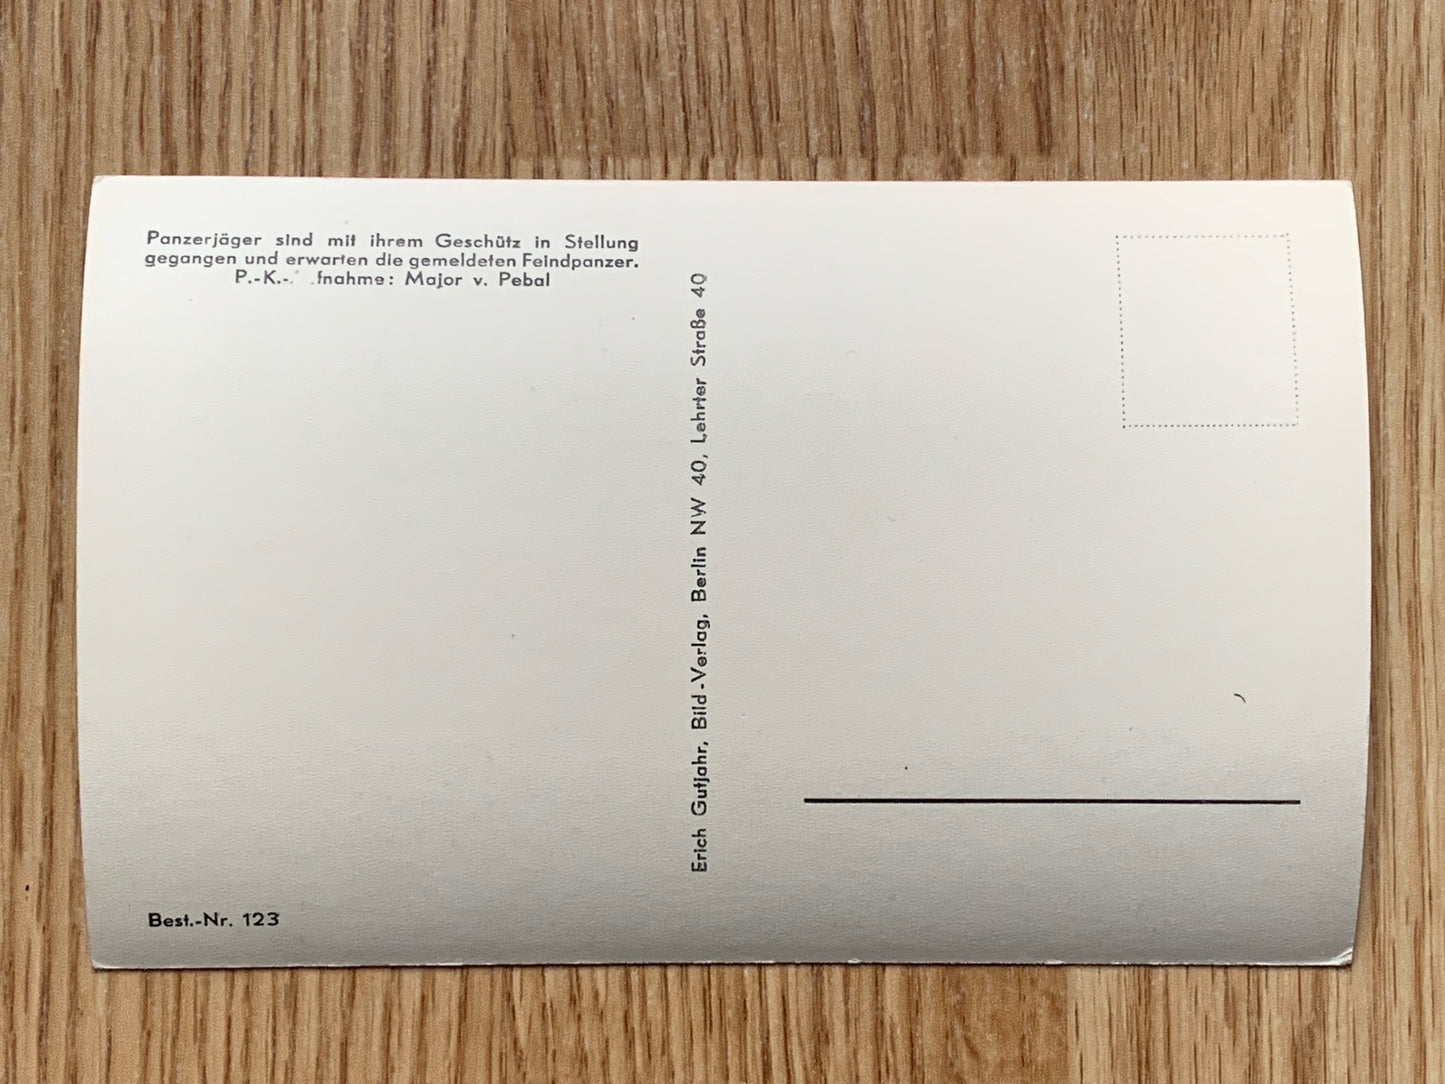 Panzerjäger sind mit ihrem Geschütz in Stellung
gegangen und erwarten die gemeldeten Feindpanzer.
P.-K.- fnahme: Major v. Pebal
Erich Gutjahr, Bild-Verlag, Berlin NW 40, Lehrter Straße 40
Best.-Nr. 123